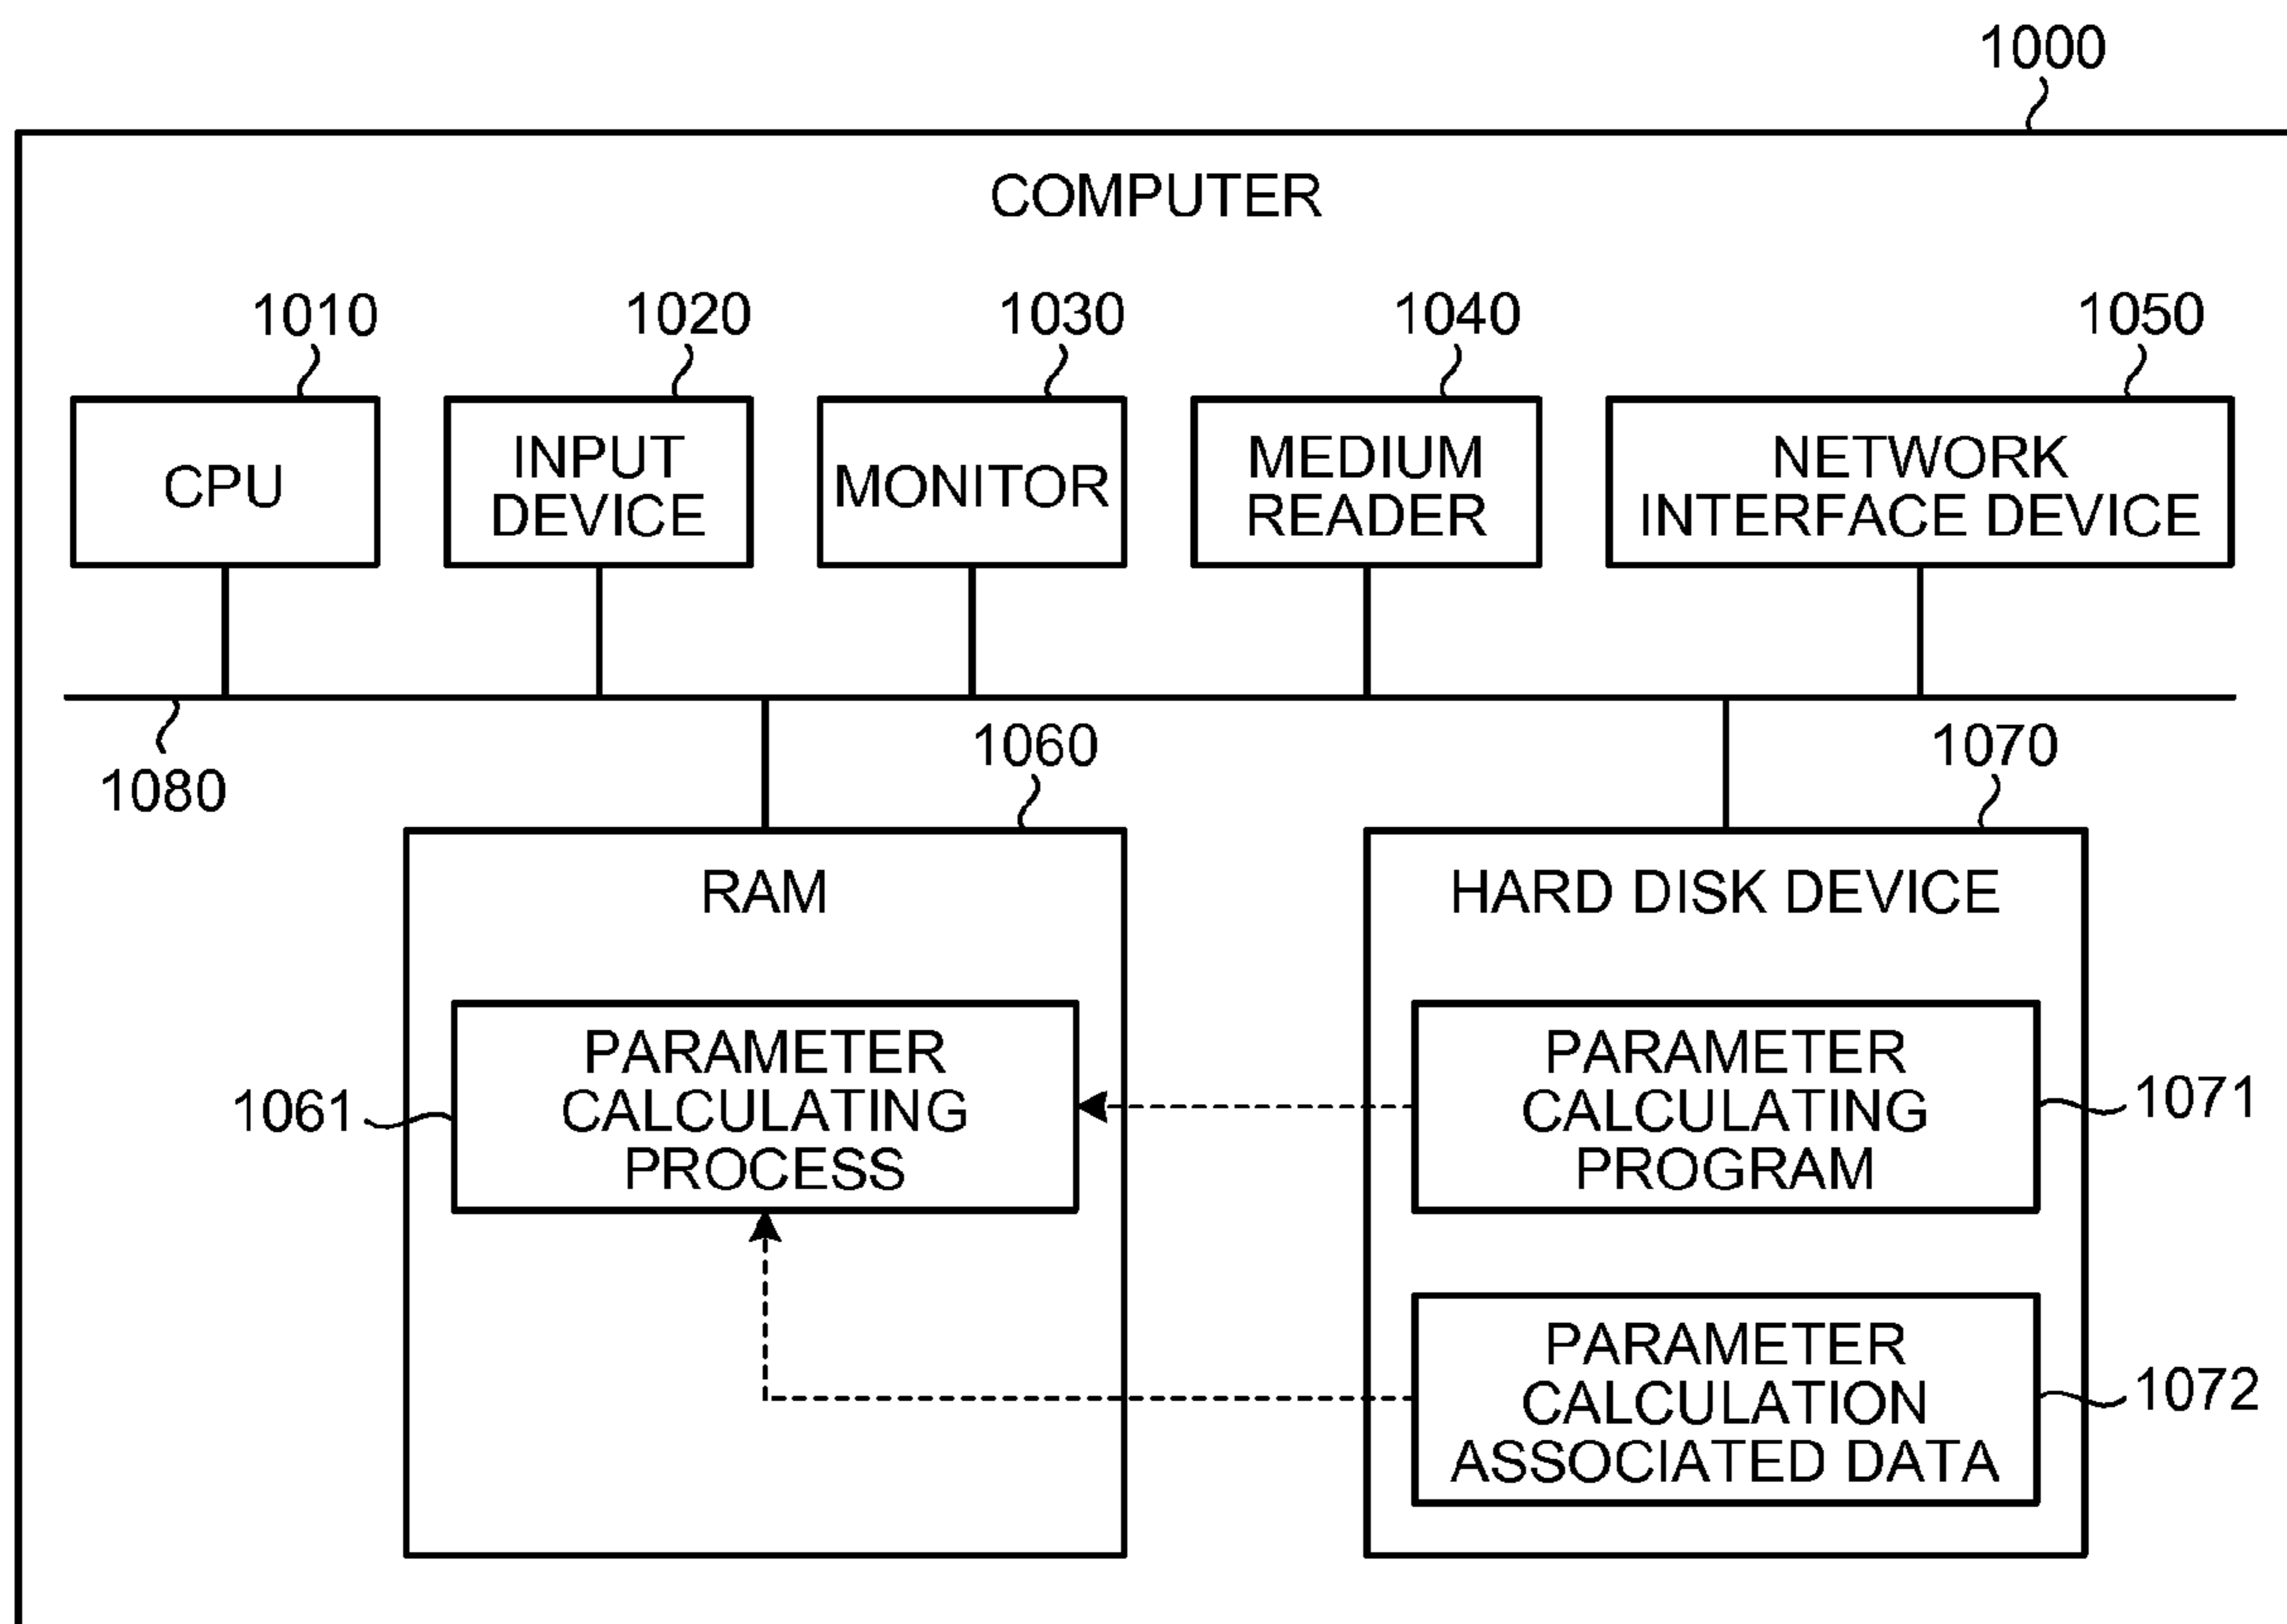 1000
COMPUTER
1010
1020
1030
1040
1050
CPU
INPUT
DEVICE
MONITOR
MEDIUM
READER
NETWORK
INTERFACE DEVICE
1080
1060
1070
RAM
HARD DISK DEVICE
1061
PARAMETER
CALCULATING
PROCESS
PARAMETER
CALCULATING
PROGRAM
1071
PARAMETER
CALCULATION
ASSOCIATED DATA
1072